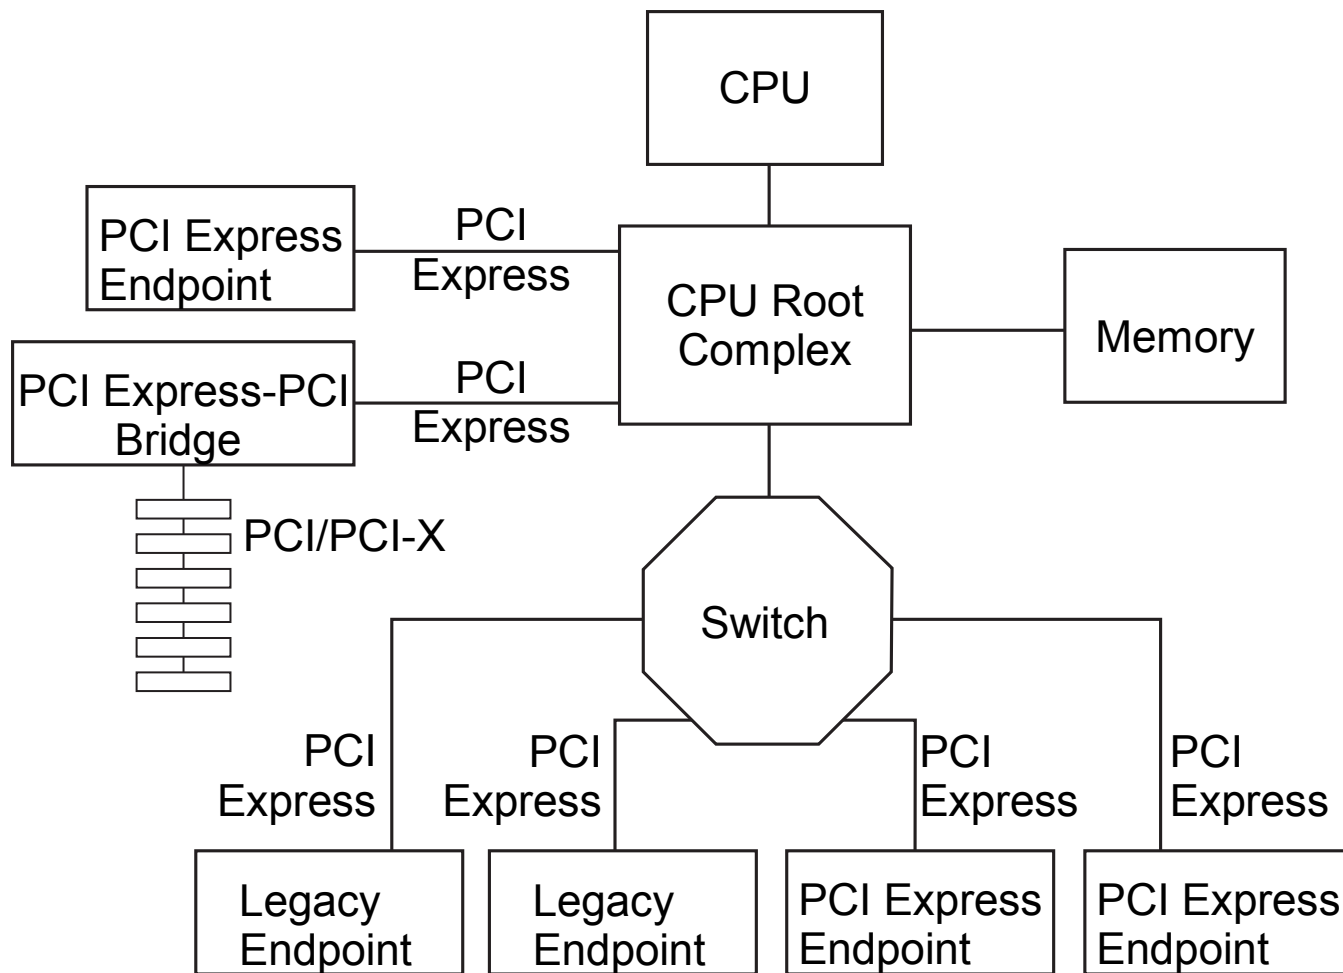 CPU
PCI Express
Endpoint
PCI
Express
CPU Root
Complex
Memory
PCI Express-PCI
Bridge
PCI
Express
PCI/PCI-X
Switch
PCI
Express
PCI
Express
PCI
Express
PCI
Express
Legacy
Endpoint
Legacy
Endpoint
PCI Express
Endpoint
PCI Express
Endpoint